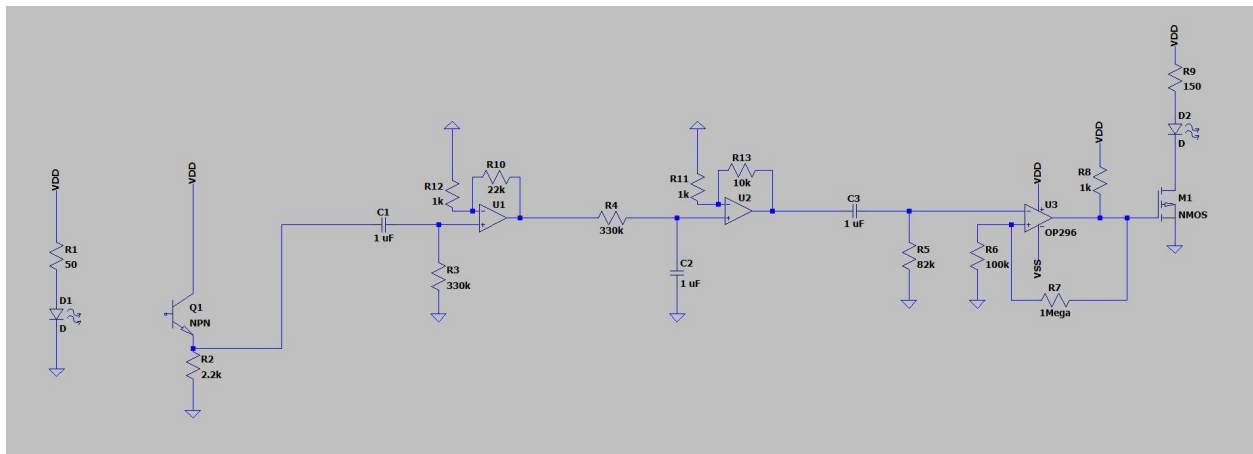 VDD
R1
50
D1
D
VDD
Q1
NPN
R2
2.2k
C1
1 uF
R12
1k
R10
22k
U1
R3
330k
R4
330k
C2
1 uF
R11
1k
R13
10k
U2
C3
1 uF
R5
82k
R6
100k
VDD
U3
OP296
VSS
R7
1Mega
VDD
R8
1k
VDD
R9
150
D2
D
M1
NMOS